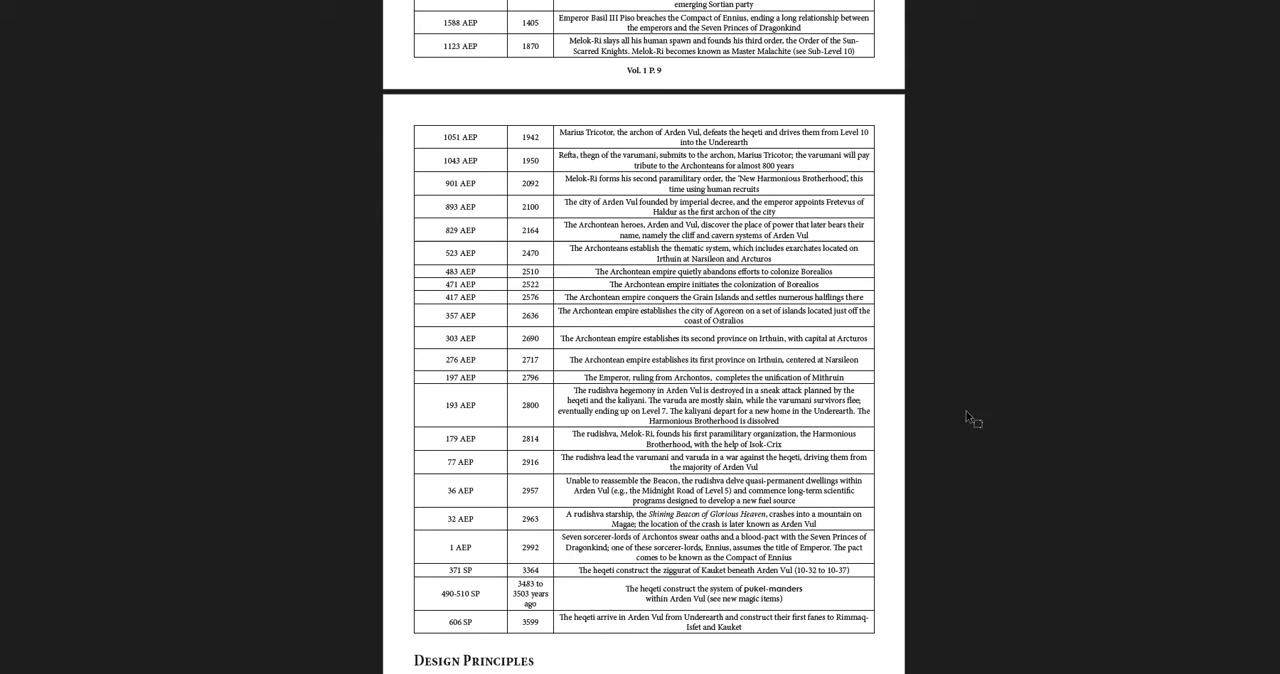 emerging Sortian party
1588 AEP 1405 Emperor Basil III Piso breaches the Compact of Ennius, ending a long relationship between
the emperors and the Seven Princes of Dragonkind
1123 AEP 1870 Melok-Ri slays all his human spawn and founds his third order, the Order of the Sun-
Scarred Knights. Melok-Ri becomes known as Master Malachite (see Sub-Level 10)
Vol. 1 P. 9
1051 AEP 1942 Marius Tricotor, the archon of Arden Vul, defeats the heqeti and drives them from Level 10
into the Underearth
1043 AEP 1950 Refta, thegn of the varumani, submits to the archon, Marius Tricotor; the varumani will pay
tribute to the Archonteans for almost 800 years
901 AEP 2092 Melok-Ri forms his second paramilitary order, the 'New Harmonious Brotherhood', this
time using human recruits
893 AEP 2100 The city of Arden Vul founded by imperial decree, and the emperor appoints Fretevus of
Haldur as the first archon of the city
829 AEP 2164 The Archontean heroes, Arden and Vul, discover the place of power that later bears their
name, namely the cliff and cavern systems of Arden Vul
523 AEP 2470 The Archonteans establish the thematic system, which includes exarchates located on
Irthuin at Narsileon and Arcturos
483 AEP 2510 The Archontean empire quietly abandons efforts to colonize Borealios
471 AEP 2522 The Archontean empire initiates the colonization of Borealios
417 AEP 2576 The Archontean empire conquers the Grain Islands and settles numerous halflings there
357 AEP 2636 The Archontean empire establishes the city of Agoreon on a set of islands located just off the
coast of Ostralios
303 AEP 2690 The Archontean empire establishes its second province on Irthuin, with capital at Arcturos
276 AEP 2717 The Archontean empire establishes its first province on Irthuin, centered at Narsileon
197 AEP 2796 The Emperor, ruling from Archontos, completes the unification of Mithruin
193 AEP 2800 The rudishva hegemony in Arden Vul is destroyed in a sneak attack planned by the
heqeti and the kaliyani. The varuda are mostly slain, while the varumani survivors flee;
eventually ending up on Level 7. The kaliyani depart for a new home in the Underearth. The
Harmonious Brotherhood is dissolved
179 AEP 2814 The rudishva, Melok-Ri, founds his first paramilitary organization, the Harmonious
Brotherhood, with the help of Isok-Crix
77 AEP 2916 The rudishva lead the varumani and varuda in a war against the heqeti, driving them from
the majority of Arden Vul
36 AEP 2957 Unable to reassemble the Beacon, the rudishva delve quasi-permanent dwellings within
Arden Vul (e.g., the Midnight Road of Level 5) and commence long-term scientific
programs designed to develop a new fuel source
32 AEP 2963 A rudishva starship, the Shining Beacon of Glorious Heaven, crashes into a mountain on
Magae; the location of the crash is later known as Arden Vul
1 AEP 2992 Seven sorcerer-lords of Archontos swear oaths and a blood-pact with the Seven Princes of
Dragonkind; one of these sorcerer-lords, Ennius, assumes the title of Emperor. The pact
comes to be known as the Compact of Ennius
371 SP 3364 The heqeti construct the ziggurat of Kauket beneath Arden Vul (10-32 to 10-37)
490-510 SP 3483 to
3503 years
ago
The heqeti construct the system of pukel-manders
within Arden Vul (see new magic items)
606 SP 3599 The heqeti arrive in Arden Vul from Underearth and construct their first fanes to Rimmaq-
Isfet and Kauket
Design Principles